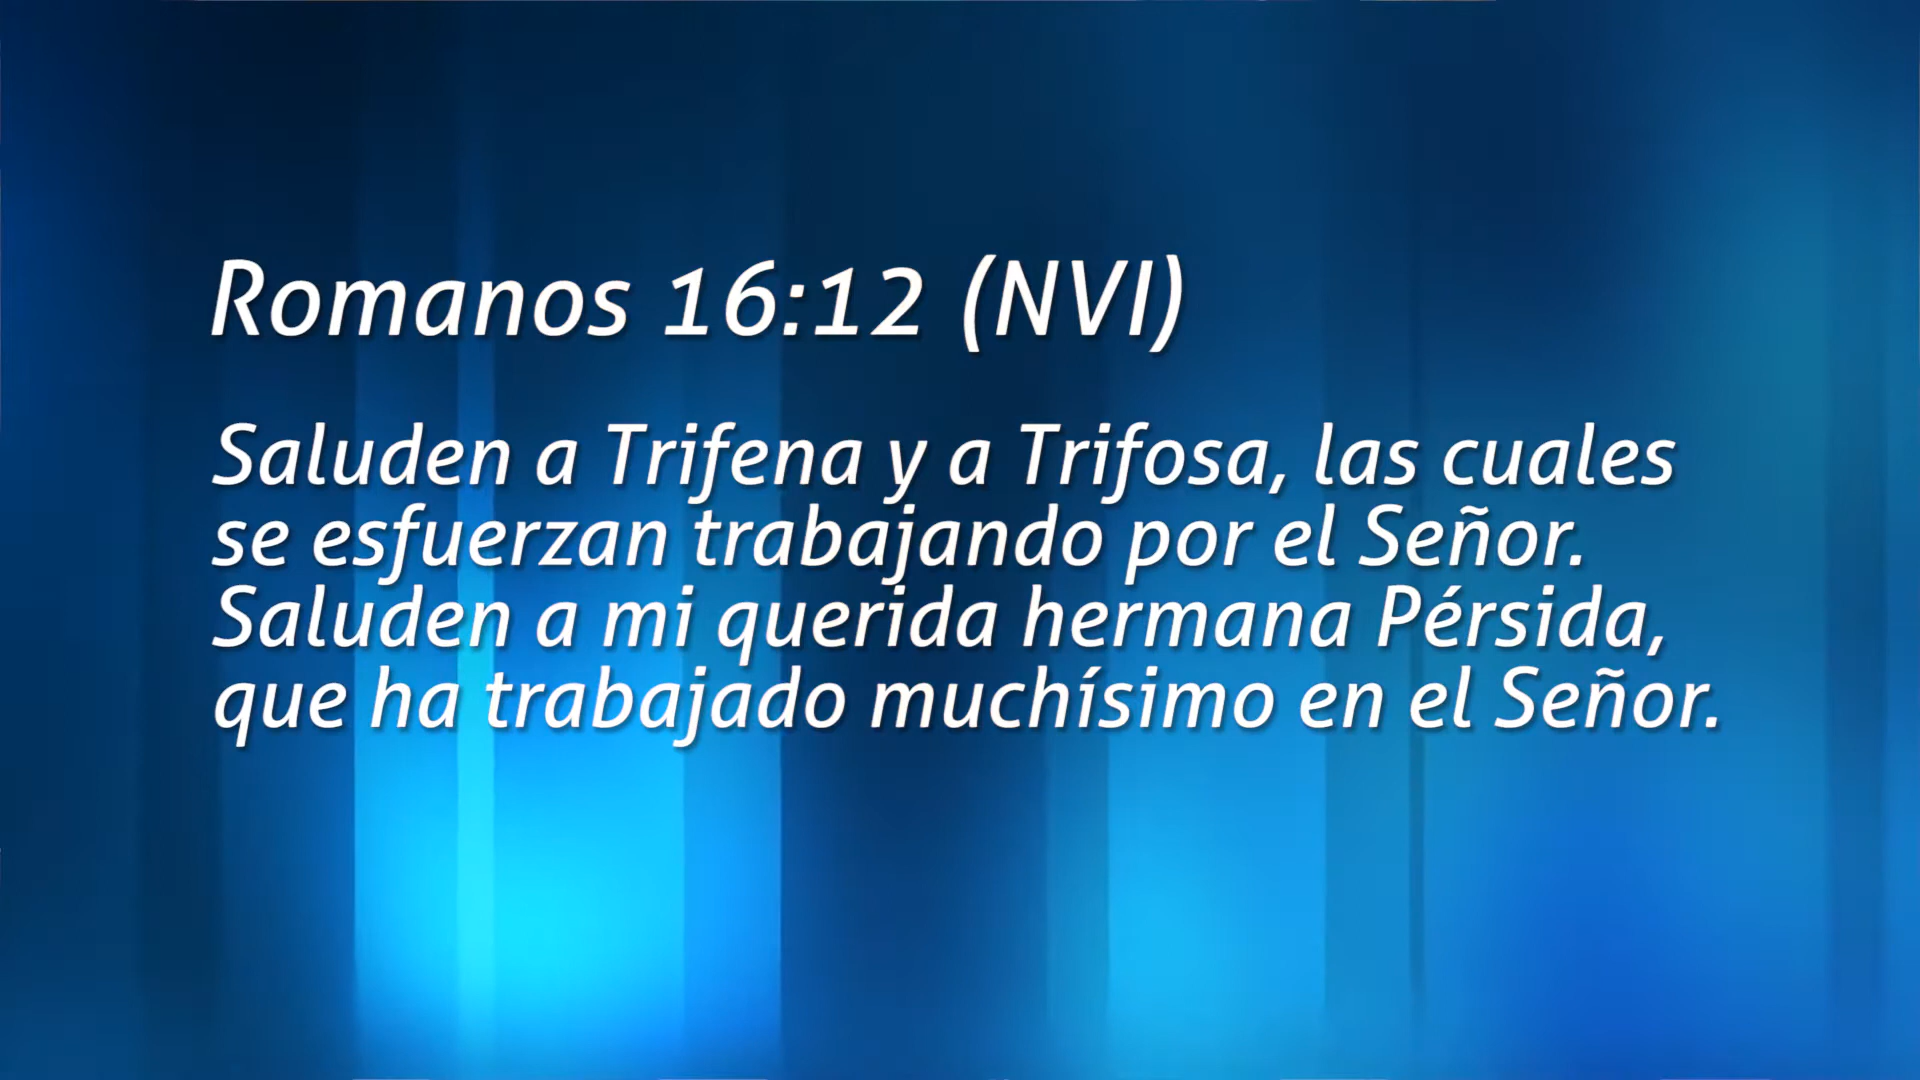 Romanos 16:12 (NVI)
Saluden a Trifena y a Trifosa, las cuales
se esfuerzan trabajando por el Señor.
Saluden a mi querida hermana Pérsida,
que ha trabajado muchísimo en el Señor.